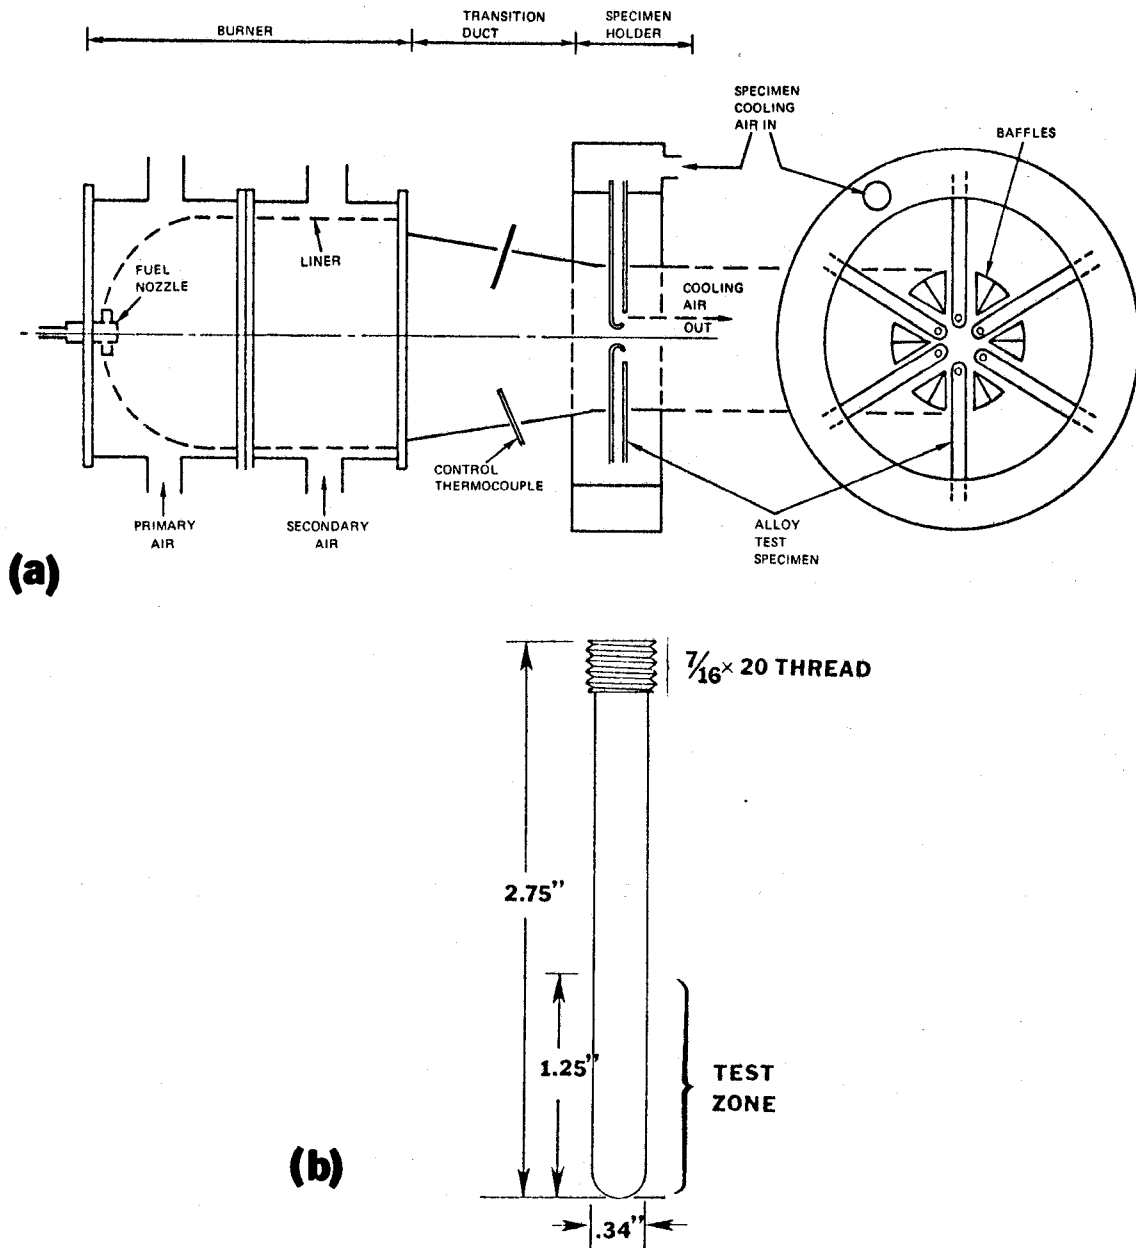 BURNER
TRANSITION
DUCT
SPECIMEN
HOLDER
SPECIMEN
COOLING
AIR IN
BAFFLES
FUEL
NOZZLE
LINER
COOLING
AIR
OUT
CONTROL
THERMOCOUPLE
PRIMARY
AIR
SECONDARY
AIR
ALLOY
TEST
SPECIMEN
(a)
7/16 × 20 THREAD
2.75"
1.25"
TEST
ZONE
(b)
.34"